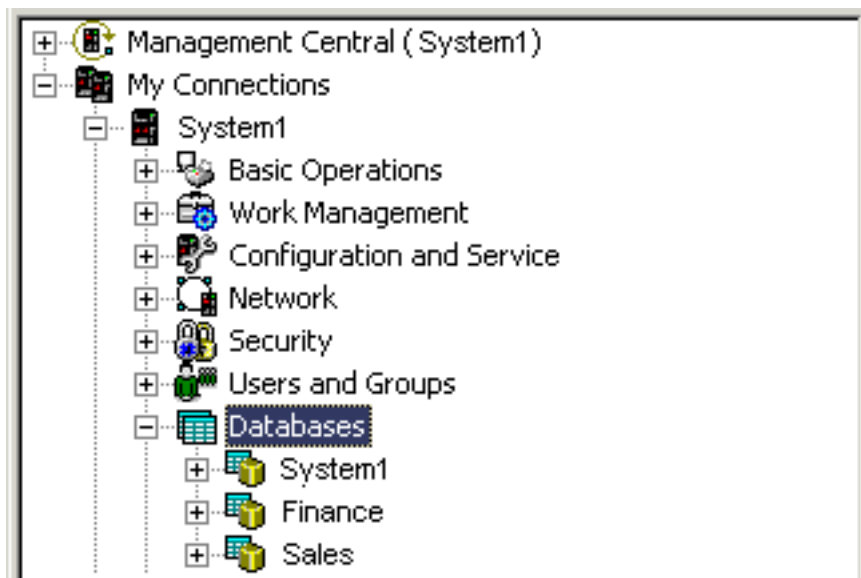 Management Central ( System1)
My Connections
System1
Basic Operations
Work Management
Configuration and Service
Network
Security
Users and Groups
Databases
System1
Finance
Sales